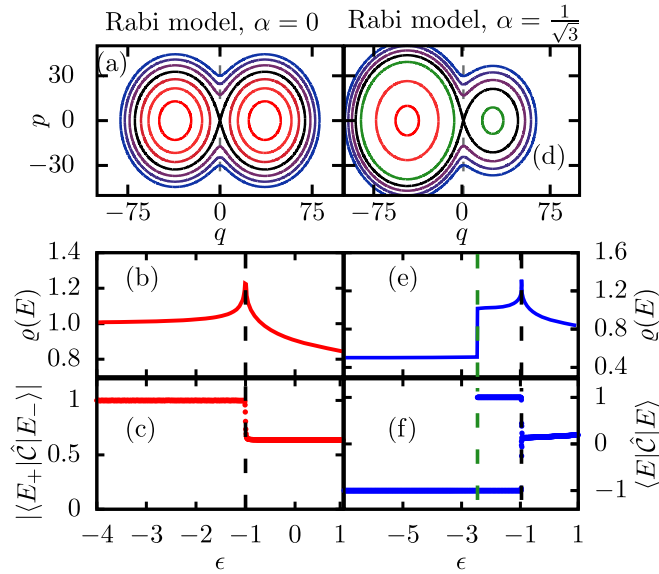 Rabi model, α = 0
Rabi model, α = 1/√3
(a)
(d)
30
0
−30
p
−75 0 75
−75 0 75
q
q
(b)
(e)
1.4
1.2
1.0
0.8
ϱ(E)
1.6
1.2
0.8
0.4
ϱ(E)
(c)
(f)
1
0.5
0
|⟨E₊|Ĉ|E₋⟩|
1
0
−1
⟨E|Ĉ|E⟩
−4 −3 −2 −1 0 1
−5 −3 −1 1
ϵ
ϵ